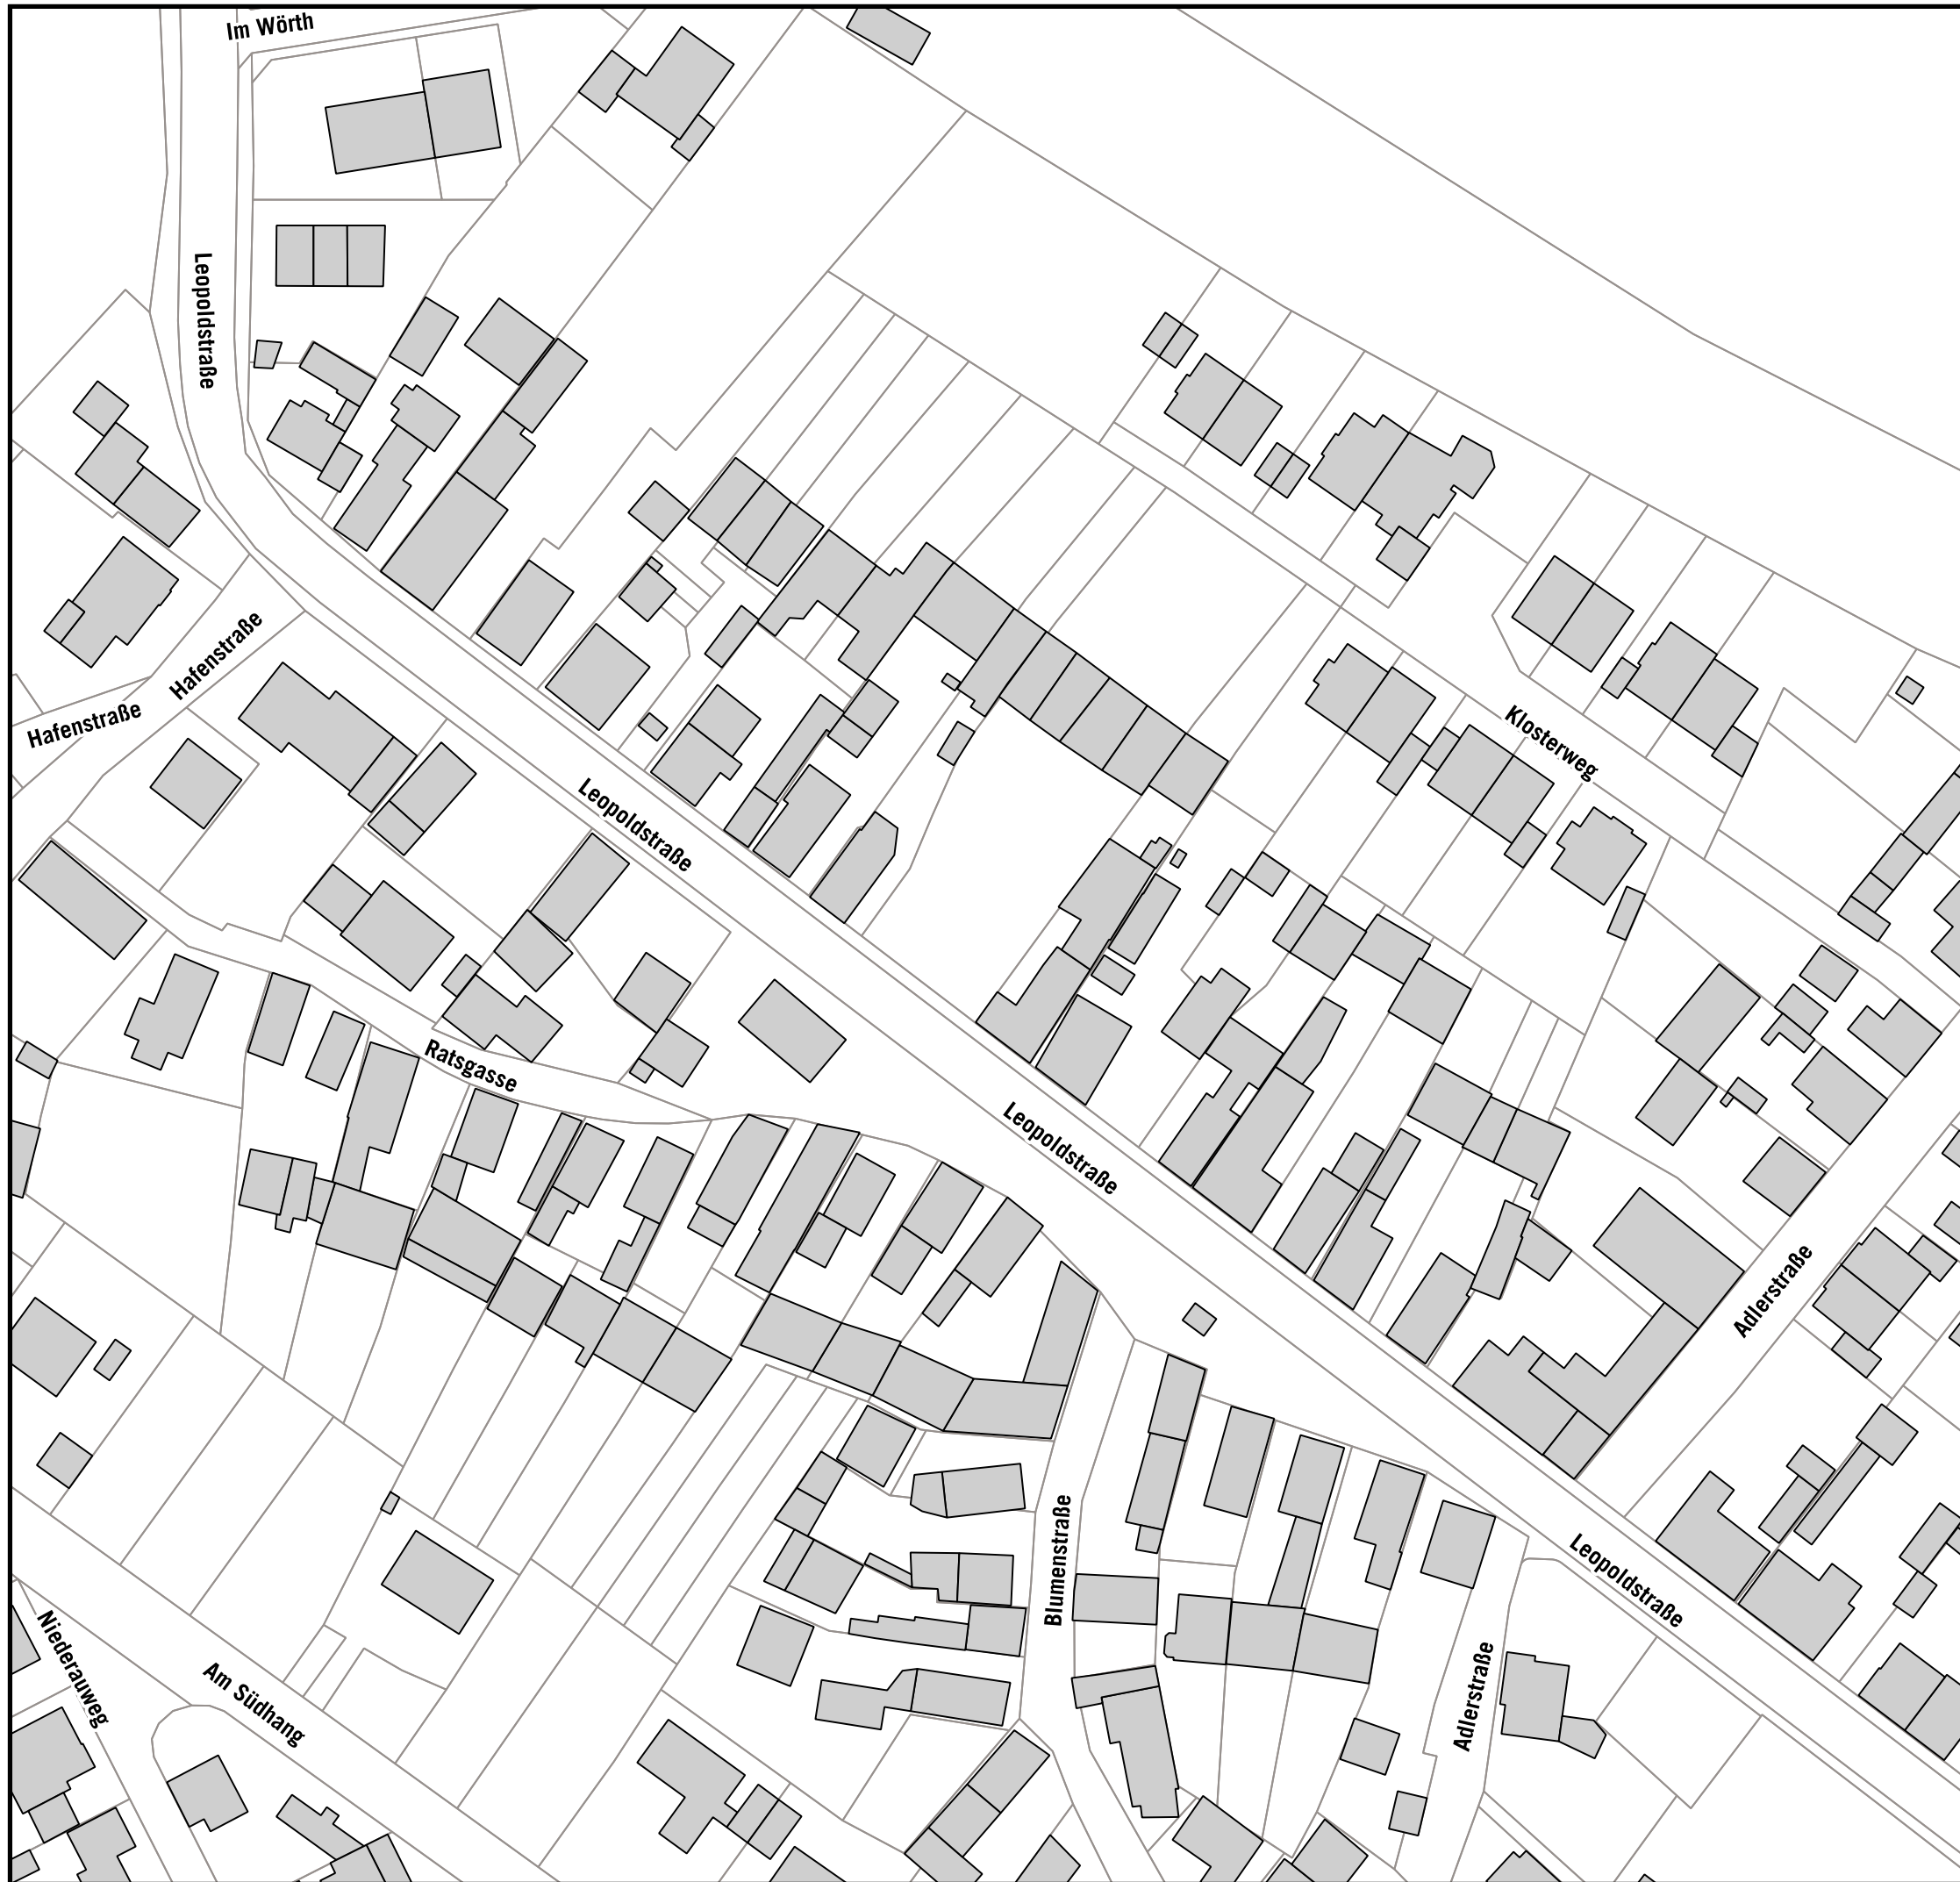 Im Wörth
Leopoldstraße
Hafenstraße
Hafenstraße
Leopoldstraße
Klosterweg
Ratsgasse
Leopoldstraße
Adlerstraße
Blumenstraße
Leopoldstraße
Niederauweg
Am Südhang
Adlerstraße